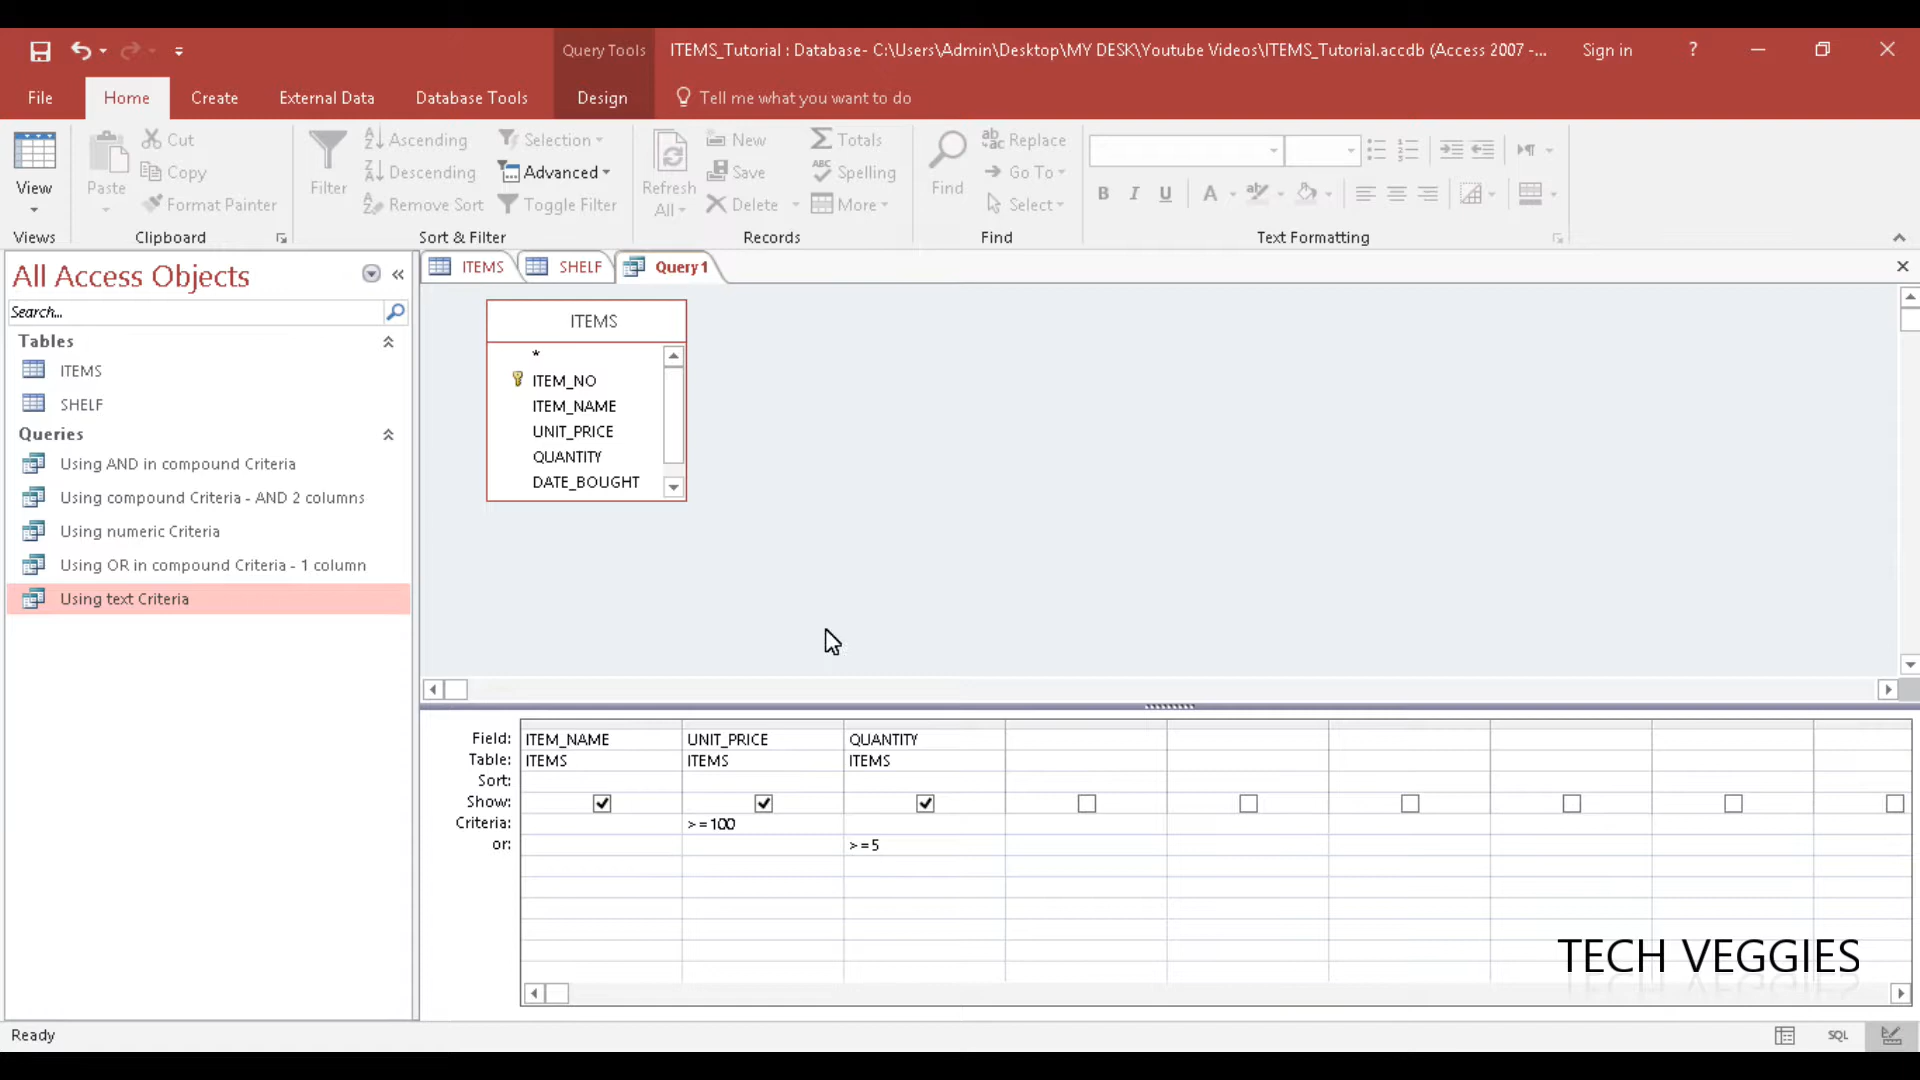 Query Tools
ITEMS_Tutorial : Database- C:\Users\Admin\Desktop\MY DESK\Youtube Videos\ITEMS_Tutorial.accdb (Access 2007 -...
Sign in
?
File
Home
Create
External Data
Database Tools
Design
Tell me what you want to do
View
Views
Paste
Cut
Copy
Format Painter
Clipboard
Filter
Ascending
Descending
Remove Sort
Selection
Advanced
Toggle Filter
Sort & Filter
Refresh
All
New
Save
Delete
Totals
Spelling
More
Records
Find
Replace
Go To
Select
Find
B I U A
Text Formatting
All Access Objects
Search...
Tables
ITEMS
SHELF
Queries
Using AND in compound Criteria
Using compound Criteria - AND 2 columns
Using numeric Criteria
Using OR in compound Criteria - 1 column
Using text Criteria
ITEMS
SHELF
Query1
ITEMS
*
ITEM_NO
ITEM_NAME
UNIT_PRICE
QUANTITY
DATE_BOUGHT
Field: ITEM_NAME UNIT_PRICE QUANTITY
Table: ITEMS ITEMS ITEMS
Sort:
Show:
Criteria: >=100
or: >=5
TECH VEGGIES
Ready
SQL